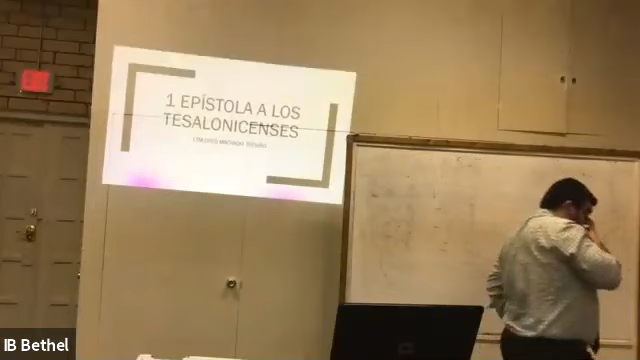 1 EPÍSTOLA A LOS
TESALONICENSES
IB Bethel